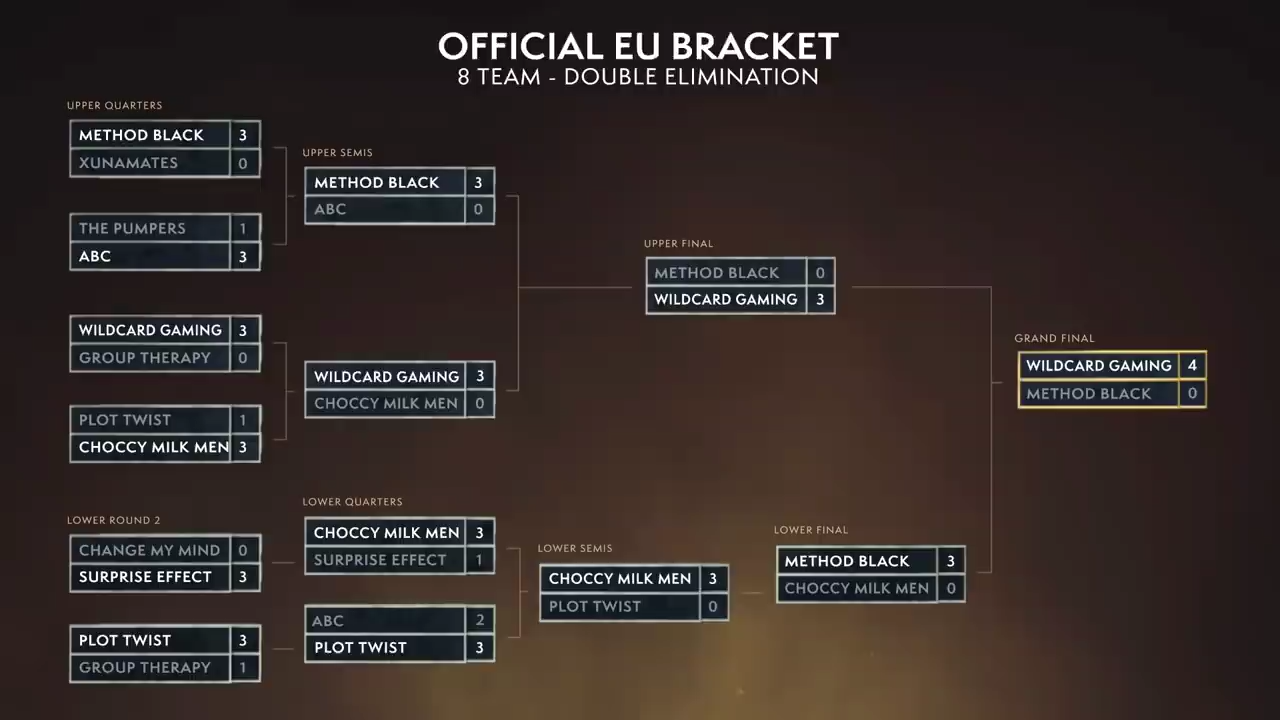 OFFICIAL EU BRACKET
8 TEAM - DOUBLE ELIMINATION
UPPER QUARTERS
METHOD BLACK 3
XUNAMATES 0
THE PUMPERS 1
ABC 3
WILDCARD GAMING 3
GROUP THERAPY 0
PLOT TWIST 1
CHOCCY MILK MEN 3
UPPER SEMIS
METHOD BLACK 3
ABC 0
WILDCARD GAMING 3
CHOCCY MILK MEN 0
UPPER FINAL
METHOD BLACK 0
WILDCARD GAMING 3
GRAND FINAL
WILDCARD GAMING 4
METHOD BLACK 0
LOWER ROUND 2
CHANGE MY MIND 0
SURPRISE EFFECT 3
PLOT TWIST 3
GROUP THERAPY 1
LOWER QUARTERS
CHOCCY MILK MEN 3
SURPRISE EFFECT 1
ABC 2
PLOT TWIST 3
LOWER SEMIS
CHOCCY MILK MEN 3
PLOT TWIST 0
LOWER FINAL
METHOD BLACK 3
CHOCCY MILK MEN 0